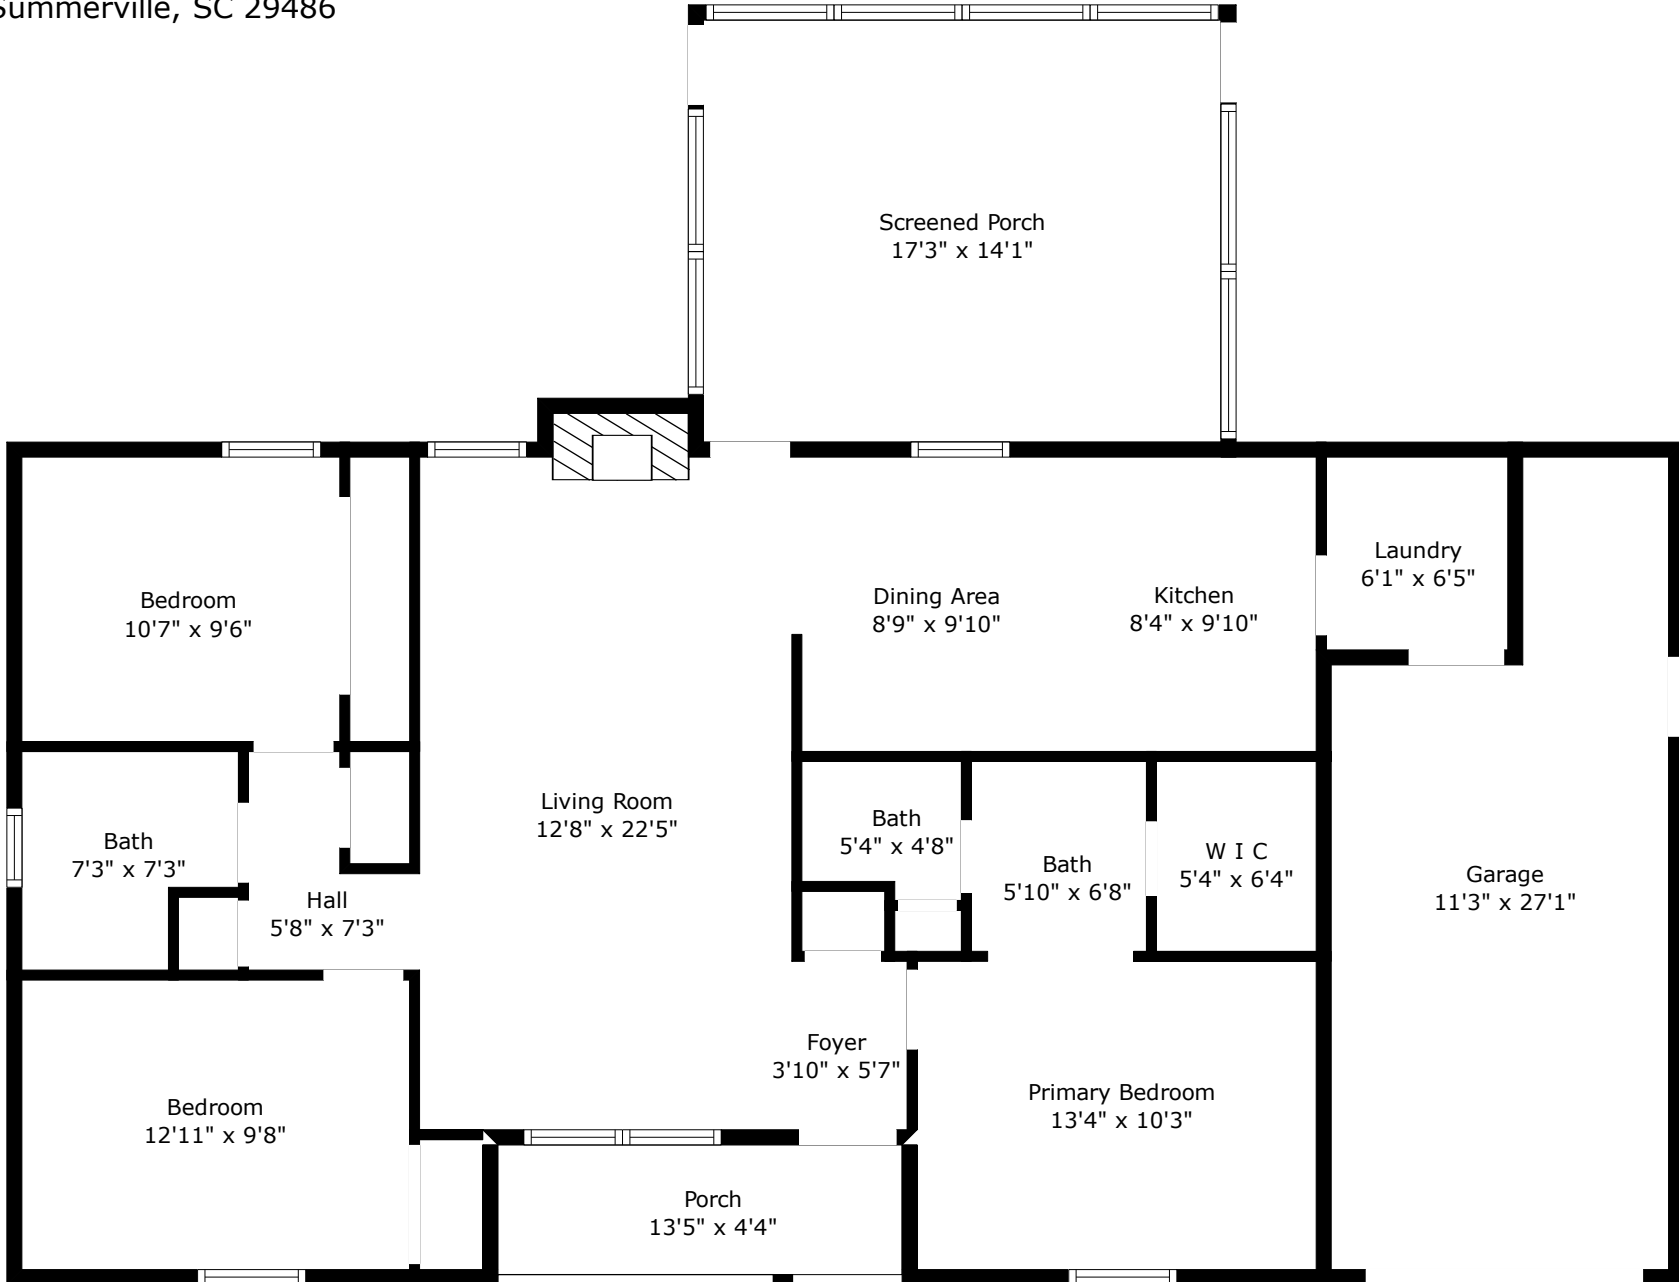 Summerville, SC 29486
Screened Porch
17'3" x 14'1"
Bedroom
10'7" x 9'6"
Dining Area
8'9" x 9'10"
Kitchen
8'4" x 9'10"
Laundry
6'1" x 6'5"
Living Room
12'8" x 22'5"
Bath
7'3" x 7'3"
Hall
5'8" x 7'3"
Bath
5'4" x 4'8"
Bath
5'10" x 6'8"
W I C
5'4" x 6'4"
Garage
11'3" x 27'1"
Foyer
3'10" x 5'7"
Primary Bedroom
13'4" x 10'3"
Bedroom
12'11" x 9'8"
Porch
13'5" x 4'4"